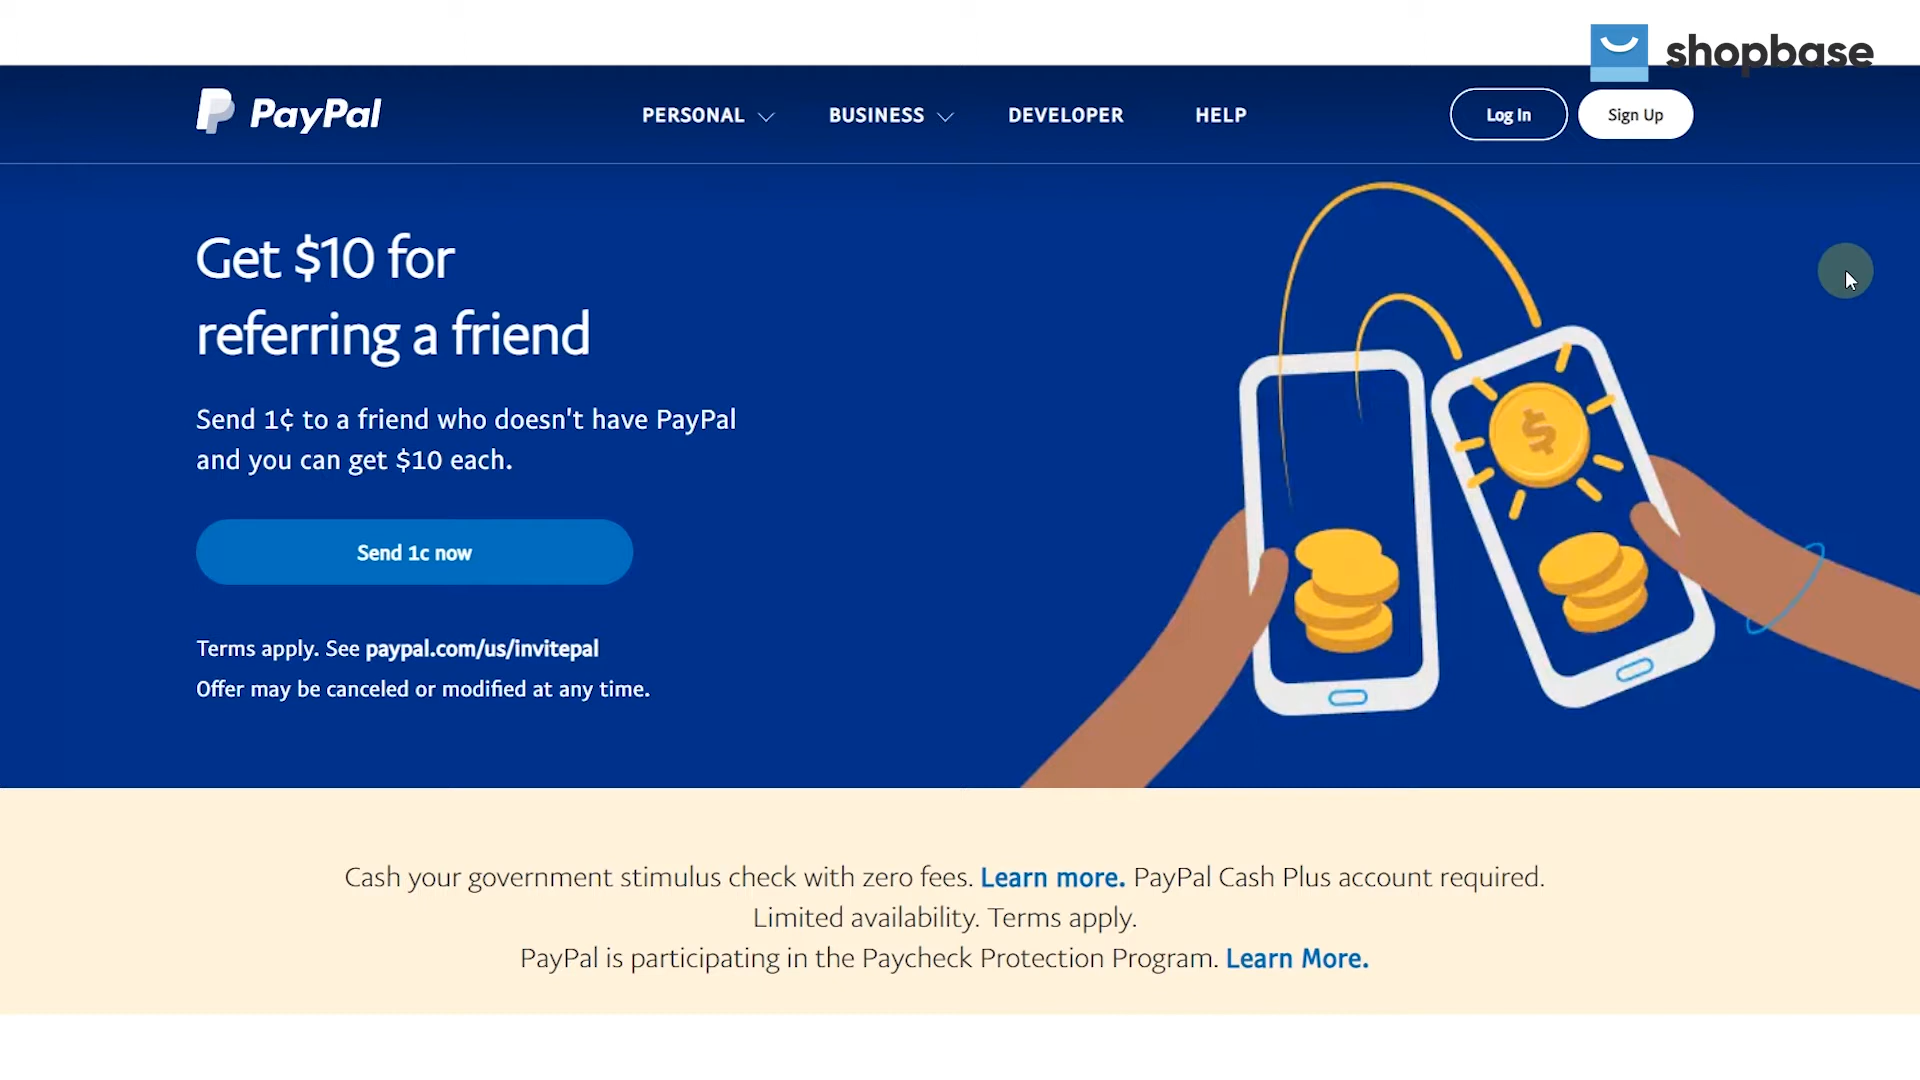 shopbase
PayPal
PERSONAL
BUSINESS
DEVELOPER
HELP
Log In
Sign Up
Get $10 for
referring a friend
Send 1¢ to a friend who doesn't have PayPal
and you can get $10 each.
Send 1c now
Terms apply. See paypal.com/us/invitepal
Offer may be canceled or modified at any time.
$
Cash your government stimulus check with zero fees. Learn more. PayPal Cash Plus account required.
Limited availability. Terms apply.
PayPal is participating in the Paycheck Protection Program. Learn More.